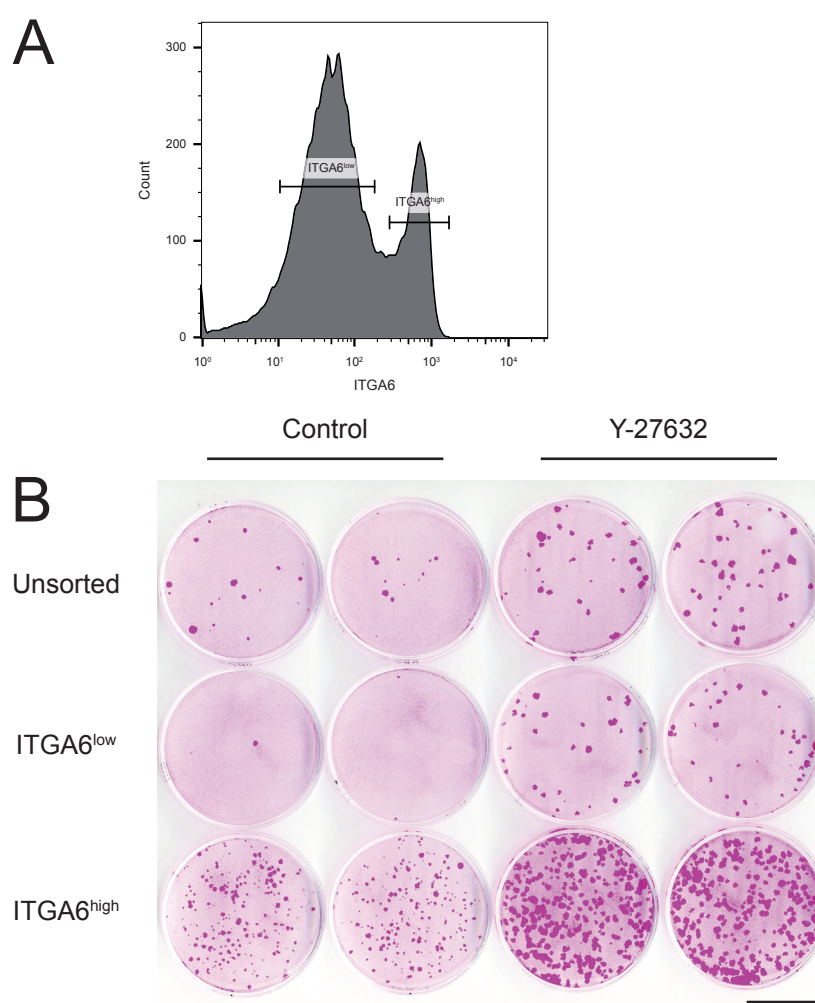 A
300
200
100
0
Count
ITGA6low
ITGA6high
10⁰ 10¹ 10² 10³ 10⁴
ITGA6
Control Y-27632
B
Unsorted
ITGA6low
ITGA6high